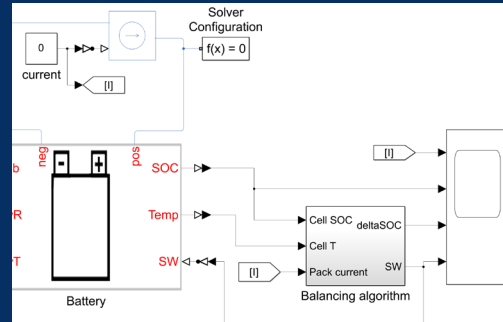 Solver
Configuration
f(x) = 0
0
current
[I]
[I]
neg
pos
b
R
T
-
+
SOC
Temp
SW
Battery
Cell SOC
deltaSOC
Cell T
SW
Pack current
[I]
Balancing algorithm